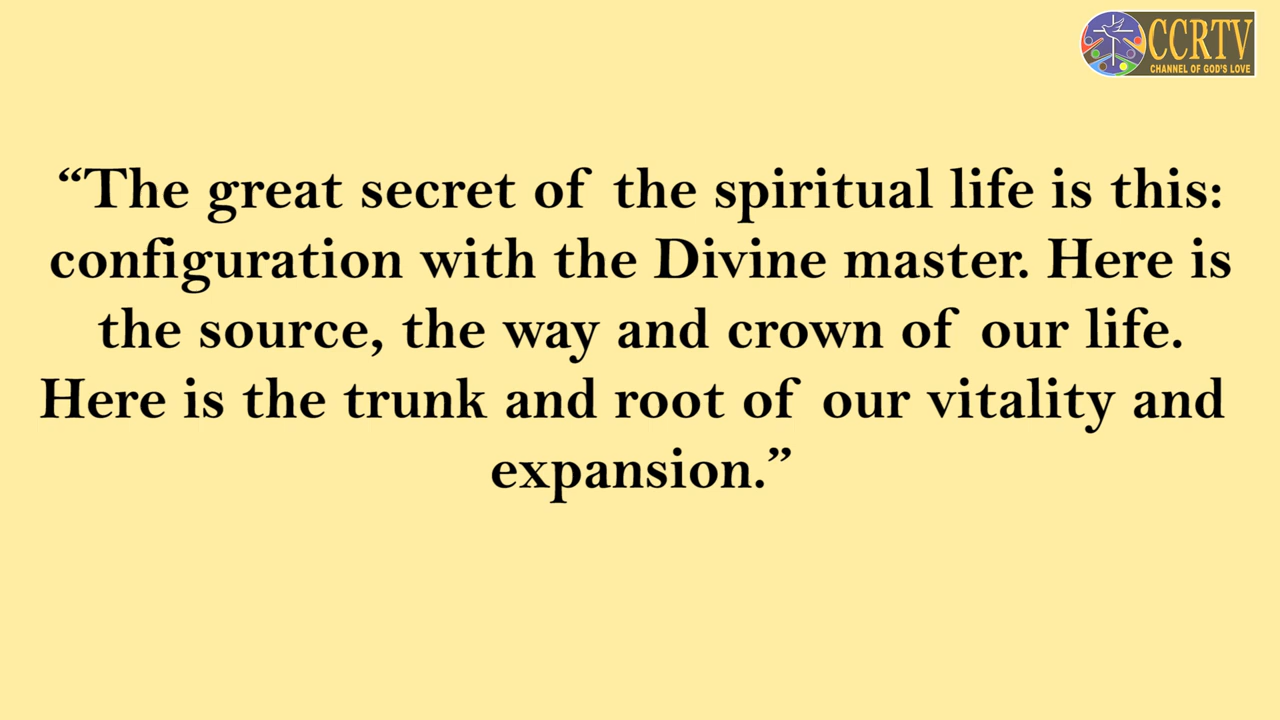 CCRTV
CHANNEL OF GOD'S LOVE
“The great secret of the spiritual life is this:
configuration with the Divine master. Here is
the source, the way and crown of our life.
Here is the trunk and root of our vitality and
expansion.”